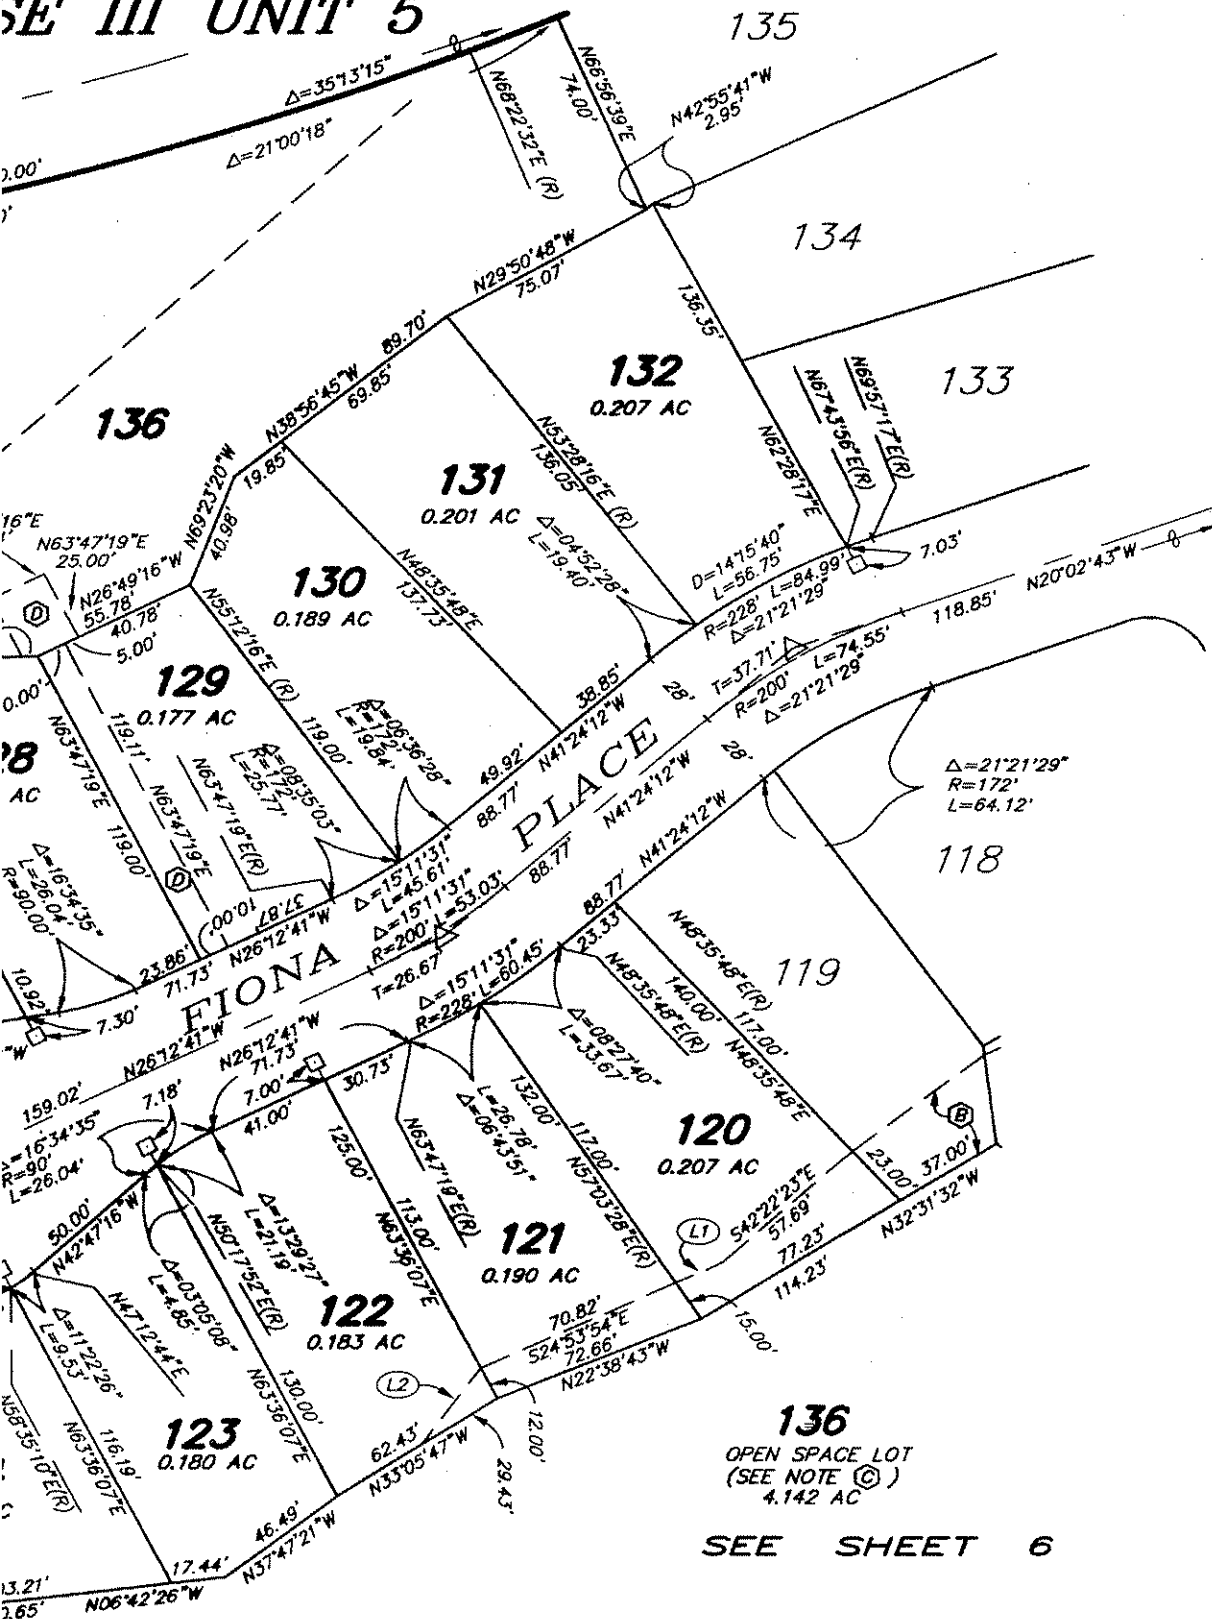 SE III UNIT 5
135
Δ=35°13'15"
Δ=21°00'18"
0.00'
N68°22'32"E (R)
N66°56'39"E
74.00'
N42°55'41"W
2.95'
134
N29°50'48"W
75.07'
136.35'
N62°28'17"E
133
N67°43'56"E(R)
N69°57'17"E(R)
7.03'
132
0.207 AC
89.70'
N38°56'45"W
69.85'
19.85'
136
N69°23'20"W
40.98'
131
0.201 AC
N53°28'16"E (R)
136.05'
Δ=04°52'28"
L=19.40'
D=14°15'40"
L=56.75'
R=228' L=84.99'
Δ=21°21'29"
N20°02'43"W
118.85'
16"E
N63°47'19"E
25.00'
N26°49'16"W
55.78'
40.78'
5.00'
D
130
0.189 AC
N48°35'48"E
137.73'
N55°12'16"E (R)
119.00'
129
0.177 AC
0.00'
119.11'
N63°47'19"E
N63°47'19"E
119.00'
N63°47'19"E(R)
D
28
AC
Δ=06°36'28"
R=172'
L=19.84'
Δ=08°35'03"
R=172'
L=25.77'
38.85'
N41°24'12"W
49.92'
88.77'
28'
28'
T=37.71'
L=74.55'
R=200'
Δ=21°21'29"
N41°24'12"W
88.77'
N41°24'12"W
88.77'
Δ=21°21'29"
R=172'
L=64.12'
118
FIONA PLACE
Δ=16°34'35"
L=26.04'
R=90.00'
10.92'
23.86'
71.73'
10.00'
37.87
N26°12'41"W
Δ=15°11'31"
L=45.61'
Δ=15°11'31"
R=200' L=53.03'
T=26.67'
7.30'
"W
159.02'
N26°12'41"W
N26°12'41"W
71.73'
7.18'
7.00'
41.00'
30.73'
Δ=15°11'31"
R=228' L=60.45'
23.33'
N48°35'48"E(R)
Δ=08°27'40"
L=33.67'
L=26.78'
Δ=06°43'51"
N48°35'48"E(R)
140.00'
117.00'
N48°35'48"E
119
B
37.00'
23.00'
N32°31'32"W
120
0.207 AC
132.00'
117.00'
N57°03'28"E(R)
S42°22'23"E
57.69'
L1
77.23'
114.23'
15.00'
=16°34'35"
R=90'
L=26.04'
50.00'
N42°47'16"W
125.00'
113.00'
N63°36'07"E
N63°47'19"E(R)
121
0.190 AC
70.82'
S24°53'54"E
72.66'
N22°38'43"W
12.00'
Δ=13°29'27"
L=21.19'
N50°17'52"E(R)
Δ=03°05'08"
L=4.85'
N47°12'44"E
Δ=11°22'26"
L=9.53'
122
0.183 AC
130.00'
N63°36'07"E
L2
62.43'
N33°05'47"W
29.43'
N58°35'10"E(R)
116.19'
N63°36'07"E
123
0.180 AC
46.49'
N37°47'21"W
17.44'
3.21'
0.65'
N06°42'26"W
136
OPEN SPACE LOT
(SEE NOTE C )
4.142 AC
SEE SHEET 6